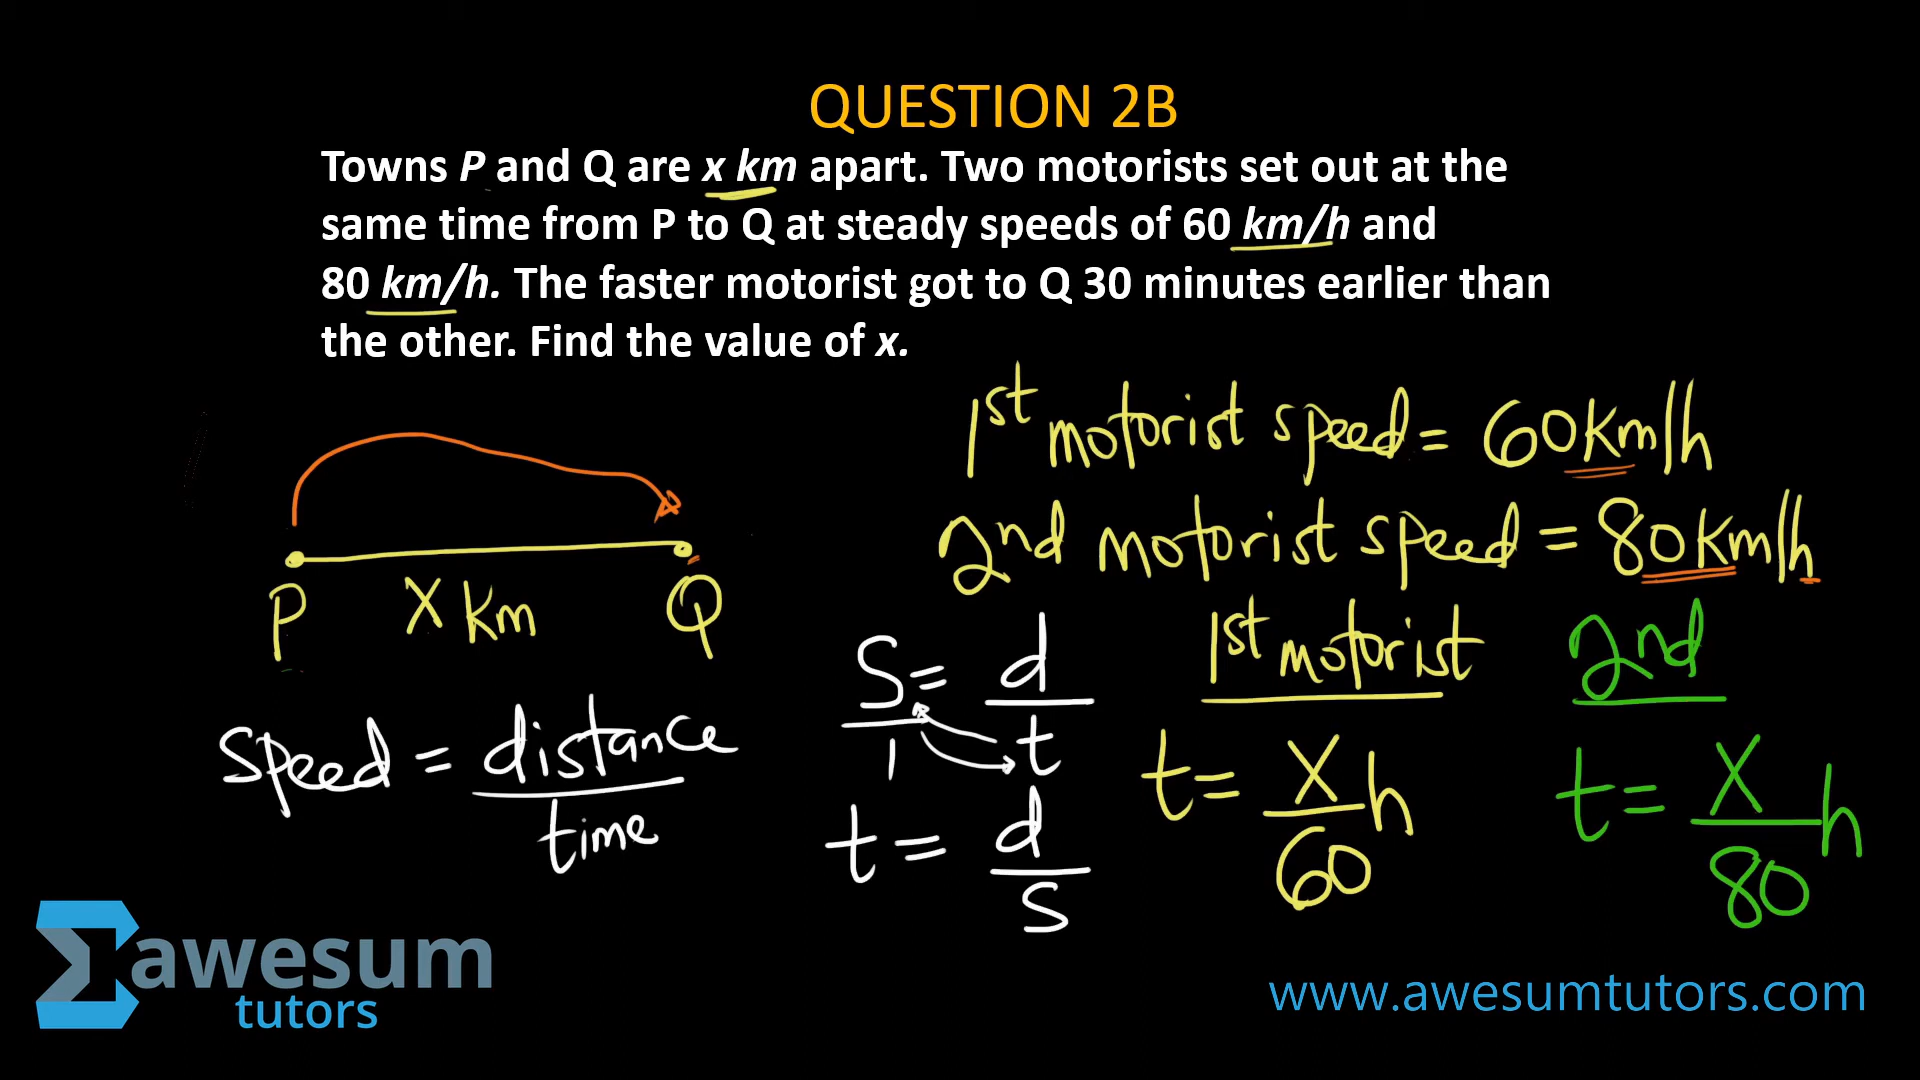 QUESTION 2B
Towns P and Q are x km apart. Two motorists set out at the
same time from P to Q at steady speeds of 60 km/h and
80 km/h. The faster motorist got to Q 30 minutes earlier than
the other. Find the value of x.
1st motorist speed = 60km/h
2nd motorist speed = 80km/h
P x km Q
speed = distance
time
S = d
1 t
t = d
S
1st motorist
t = x h
60
2nd
t = x h
80
awesum
tutors
www.awesumtutors.com